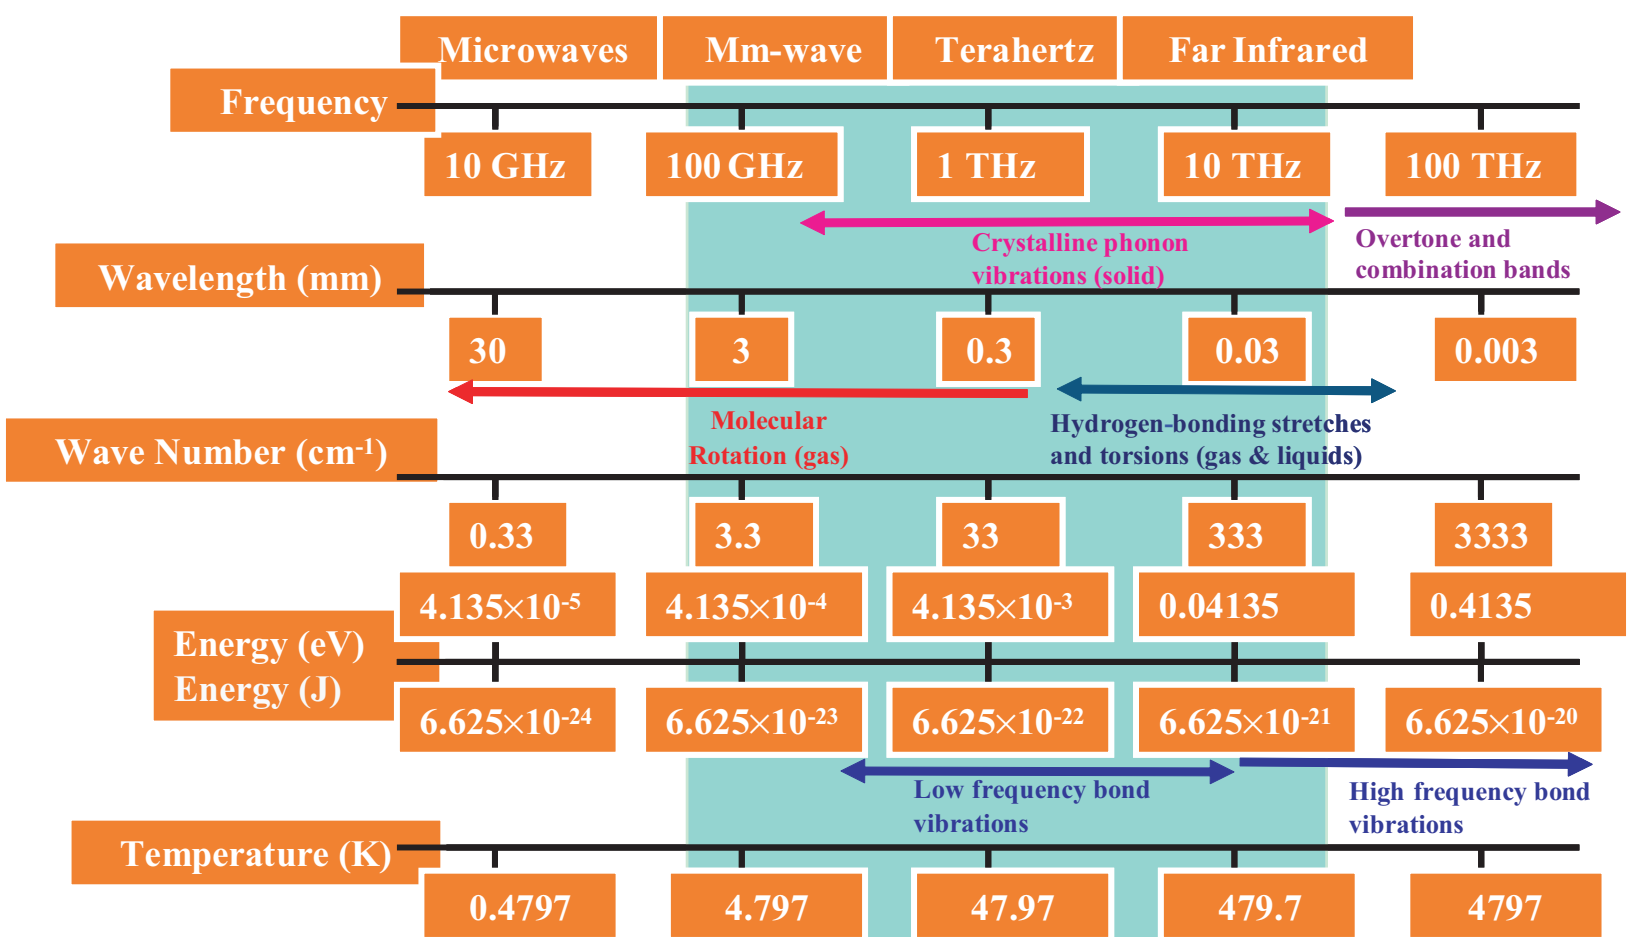 Microwaves Mm-wave Terahertz Far Infrared
Frequency
10 GHz 100 GHz 1 THz 10 THz 100 THz
Crystalline phonon
vibrations (solid)
Overtone and
combination bands
Wavelength (mm)
30 3 0.3 0.03 0.003
Molecular
Rotation (gas)
Hydrogen-bonding stretches
and torsions (gas & liquids)
Wave Number (cm⁻¹)
0.33 3.3 33 333 3333
4.135×10⁻⁵ 4.135×10⁻⁴ 4.135×10⁻³ 0.04135 0.4135
Energy (eV)
Energy (J)
6.625×10⁻²⁴ 6.625×10⁻²³ 6.625×10⁻²² 6.625×10⁻²¹ 6.625×10⁻²⁰
Low frequency bond
vibrations
High frequency bond
vibrations
Temperature (K)
0.4797 4.797 47.97 479.7 4797